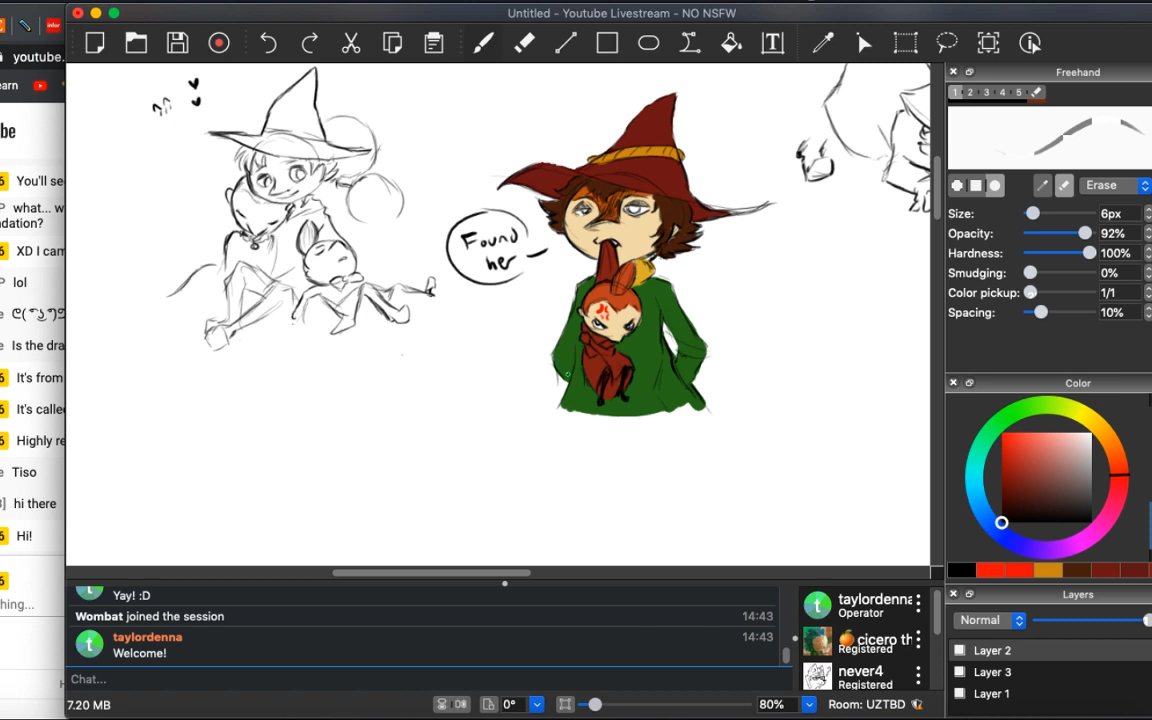 Untitled - Youtube Livestream - NO NSFW
youtube.
earn
be
You'll se
what... w
ndation?
XD I cam
lol
Is the dra
It's from
It's calle
Highly re
Tiso
hi there
Hi!
hing...
Found
her
Freehand
1 2 3 4 5
Erase
Size: 6px
Opacity: 92%
Hardness: 100%
Smudging: 0%
Color pickup: 1/1
Spacing: 10%
Color
Layers
Normal
Layer 2
Layer 3
Layer 1
Yay! :D
Wombat joined the session 14:43
taylordenna 14:43
Welcome!
Chat...
taylordenna
Operator
cicero th
Registered
never4
Registered
7.20 MB
0°
80%
Room: UZTBD